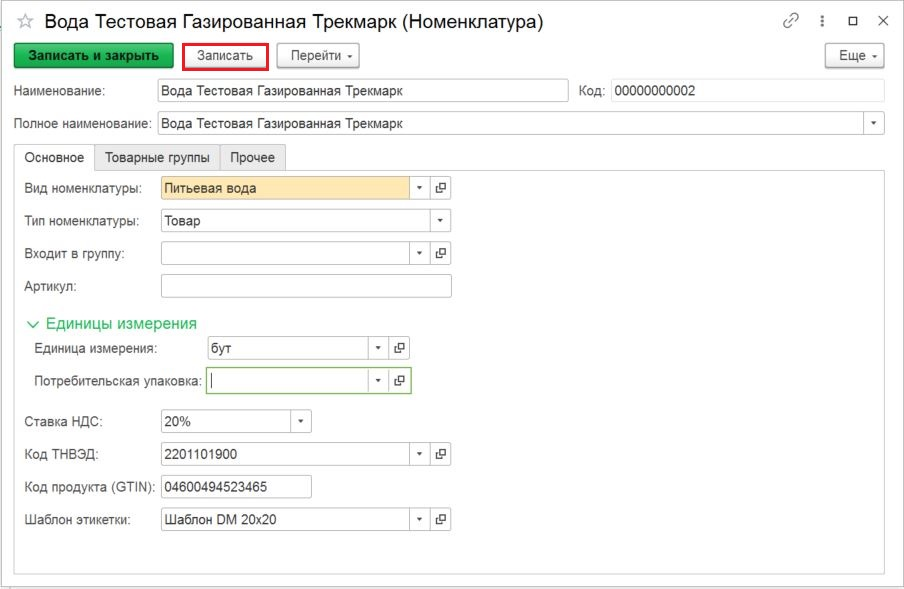 Вода Тестовая Газированная Трекмарк (Номенклатура)
Записать и закрыть Записать Перейти Еще
Наименование: Вода Тестовая Газированная Трекмарк Код: 00000000002
Полное наименование: Вода Тестовая Газированная Трекмарк
Основное Товарные группы Прочее
Вид номенклатуры: Питьевая вода
Тип номенклатуры: Товар
Входит в группу:
Артикул:
Единицы измерения
Единица измерения: бут
Потребительская упаковка:
Ставка НДС: 20%
Код ТНВЭД: 2201101900
Код продукта (GTIN): 04600494523465
Шаблон этикетки: Шаблон DM 20x20